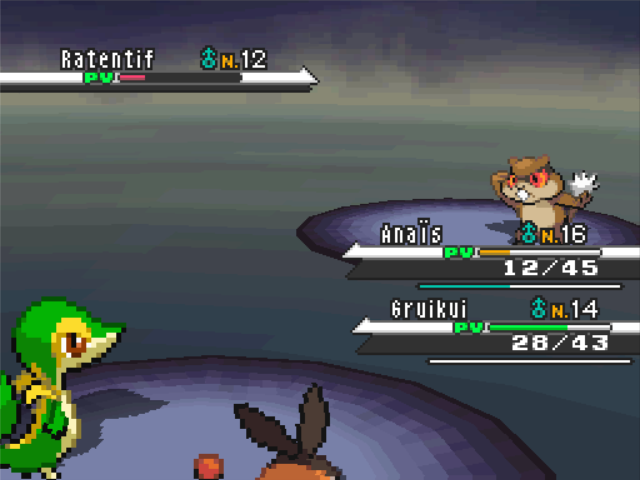 Ratentif ♂ N.12
PV
Anaïs ♂ N.16
PV
12/45
Gruikui ♂ N.14
PV
28/43